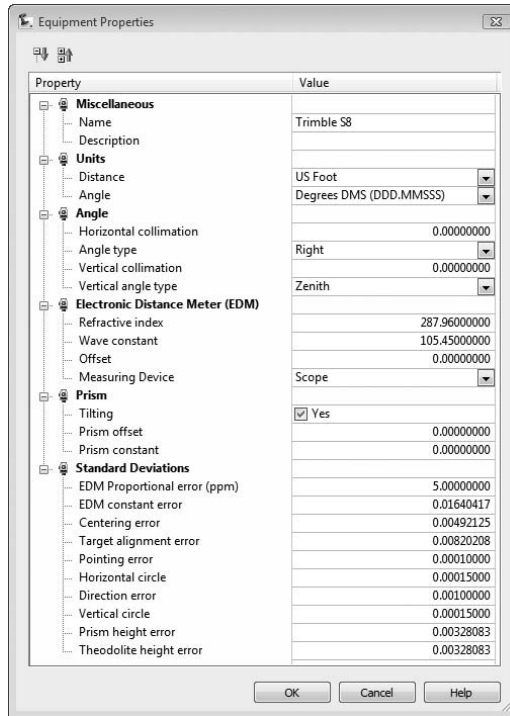 Equipment Properties
Property Value
Miscellaneous
Name Trimble S8
Description
Units
Distance US Foot
Angle Degrees DMS (DDD.MMSSS)
Angle
Horizontal collimation 0.00000000
Angle type Right
Vertical collimation 0.00000000
Vertical angle type Zenith
Electronic Distance Meter (EDM)
Refractive index 287.96000000
Wave constant 105.45000000
Offset 0.00000000
Measuring Device Scope
Prism
Tilting Yes
Prism offset 0.00000000
Prism constant 0.00000000
Standard Deviations
EDM Proportional error (ppm) 5.00000000
EDM constant error 0.01640417
Centering error 0.00492125
Target alignment error 0.00820208
Pointing error 0.00010000
Horizontal circle 0.00015000
Direction error 0.00100000
Vertical circle 0.00015000
Prism height error 0.00328083
Theodolite height error 0.00328083
OK Cancel Help